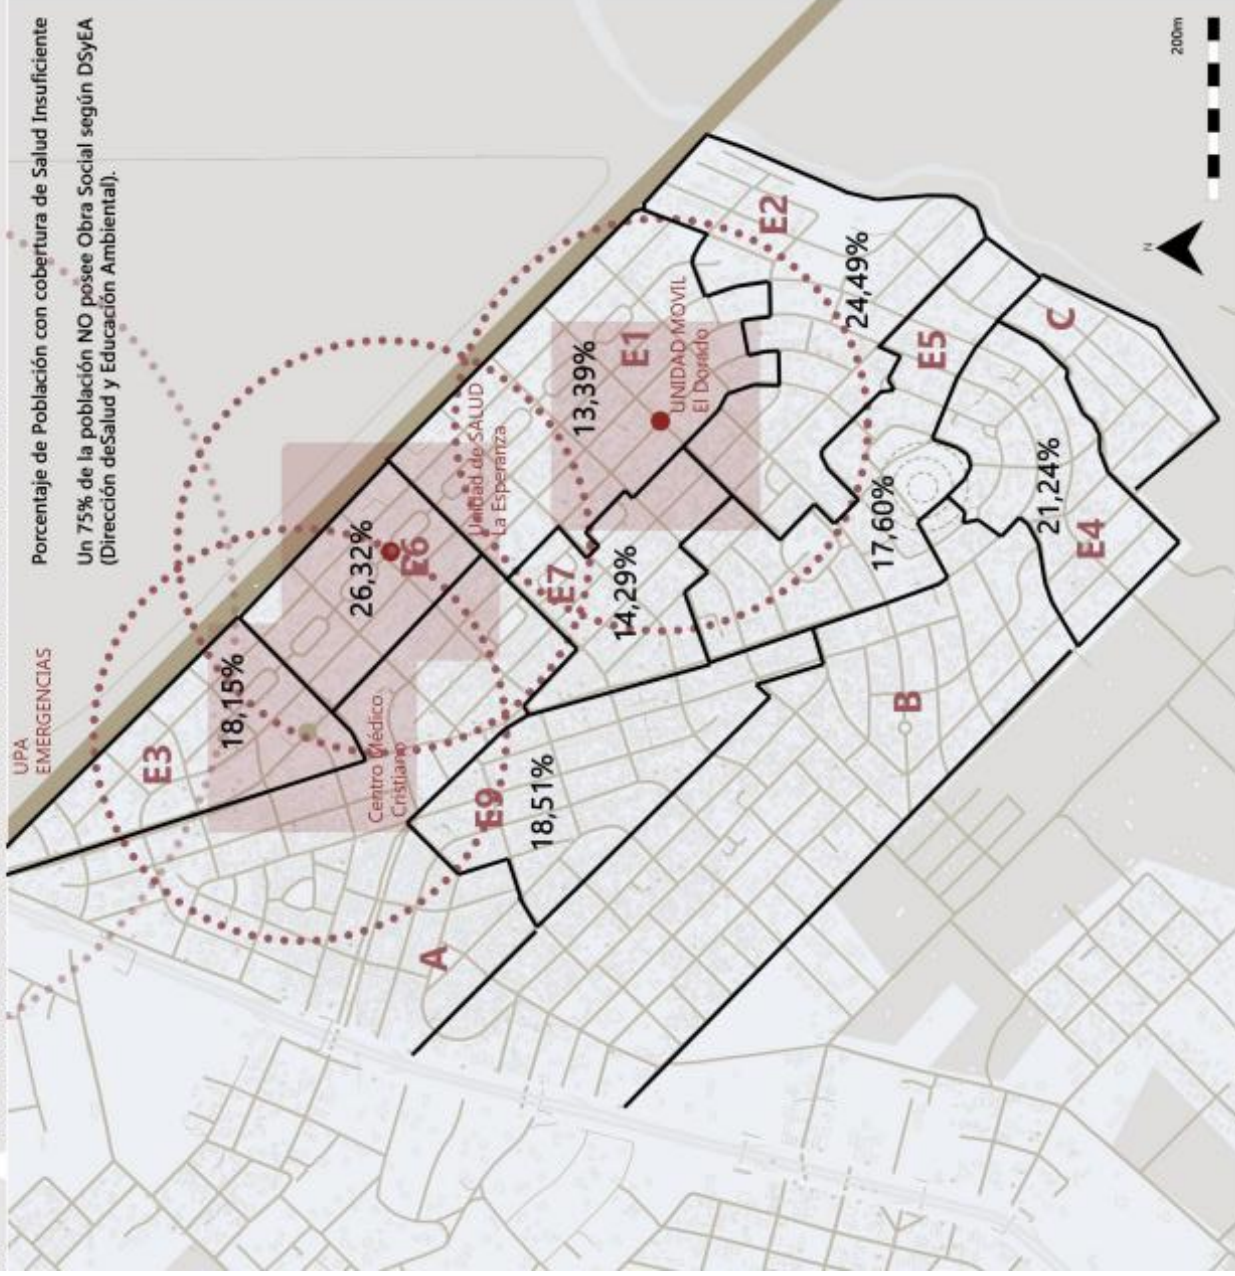 Porcentaje de Población con cobertura de Salud Insuficiente
Un 75% de la población NO posee Obra Social según DSyEA
(Dirección deSalud y Educación Ambiental).
UPA
EMERGENCIAS
E3
18,15%
Centro Médico
Cristiano
26,32%
E6
Unidad de SALUD
La Esperanza
13,39%
E1
UNIDAD MOVIL
El Dorado
E2
24,49%
E7
14,29%
E9
18,51%
A
E5
17,60%
C
21,24%
E4
B
N
200m